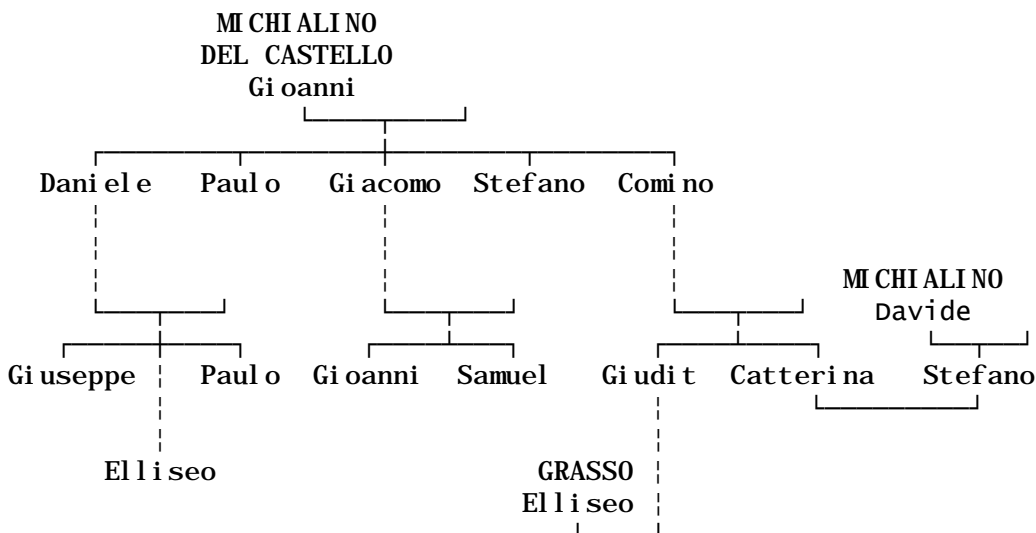 MICHIALINO
DEL CASTELLO
Gioanni
Daniele Paulo Giacomo Stefano Comino
MICHIALINO
Davide
Giuseppe Paulo Gioanni Samuel Giudit Catterina Stefano
Elliseo GRASSO
Elliseo